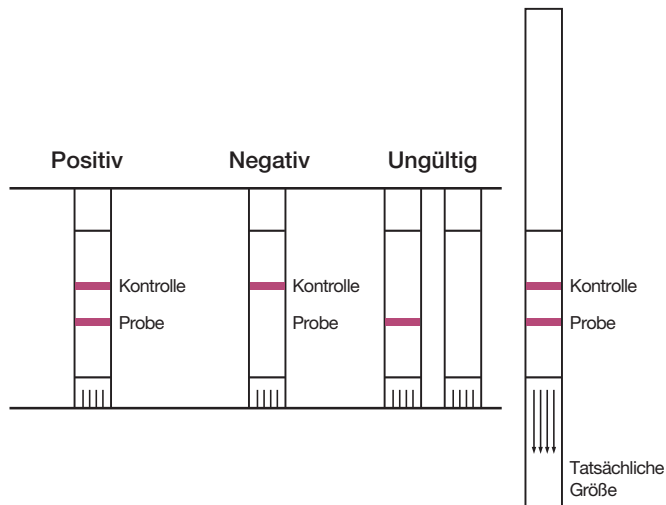 Positiv
Negativ
Ungültig
Kontrolle
Kontrolle
Kontrolle
Probe
Probe
Probe
Tatsächliche
Größe